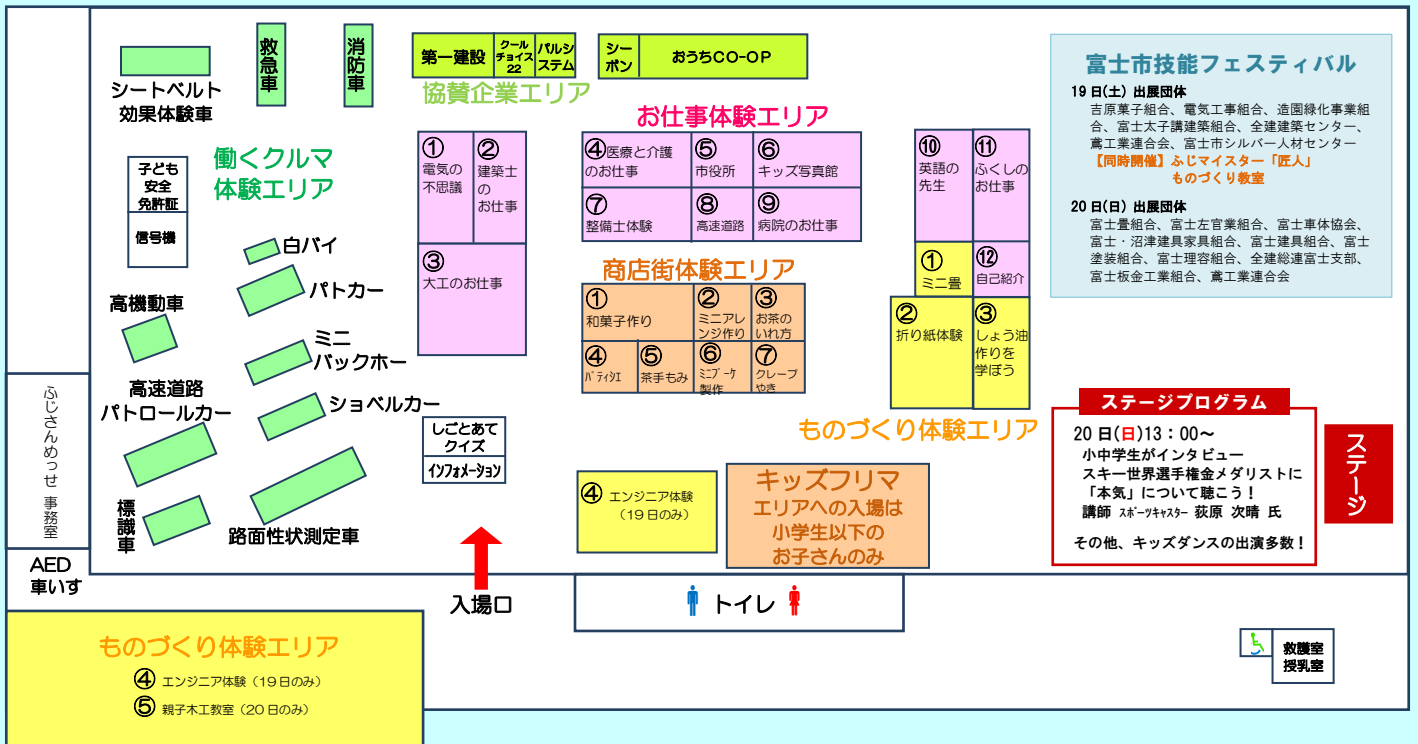 シートベルト
効果体験車
救急車
消防車
第一建設
クール
チョイス
22
パルシ
ステム
シー
ボン
おうちCO-OP
協賛企業エリア
働くクルマ
体験エリア
子ども
安全
免許証
信号機
白バイ
パトカー
高機動車
ミニ
バックホー
高速道路
パトロールカー
ショベルカー
標識車
路面性状測定車
お仕事体験エリア
①
電気の
不思議
②
建築士
の
お仕事
③
大工のお仕事
④医療と介護
のお仕事
⑤
市役所
⑥
キッズ写真館
⑦
整備士体験
⑧
高速道路
⑨
病院のお仕事
⑩
英語の
先生
⑪
ふくしの
お仕事
⑫
自己紹介
商店街体験エリア
①
和菓子作り
②
ミニアレ
ンジ作り
③
お茶の
いれ方
④
パティシエ
⑤
茶手もみ
⑥
ミニブーケ
製作
⑦
クレープ
やき
①
ミニ畳
②
折り紙体験
③
しょう油
作りを
学ぼう
ものづくり体験エリア
しごとあて
クイズ
インフォメーション
④ エンジニア体験
(19日のみ)
キッズフリマ
エリアへの入場は
小学生以下の
お子さんのみ
富士市技能フェスティバル
19日(土) 出展団体
吉原菓子組合、電気工事組合、造園緑化事業組
合、富士太子講建築組合、全建建築センター、
鳶工業連合会、富士市シルバー人材センター
【同時開催】ふじマイスター「匠人」
ものづくり教室
20日(日) 出展団体
富士畳組合、富士左官業組合、富士車体協会、
富士・沼津建具家具組合、富士建具組合、富士
塗装組合、富士理容組合、全建総連富士支部、
富士板金工業組合、鳶工業連合会
ステージプログラム
20日(日)13：00～
小中学生がインタビュー
スキー世界選手権金メダリストに
「本気」について聴こう！
講師 スポーツキャスター 荻原 次晴 氏
その他、キッズダンスの出演多数！
ステージ
ふじさんめっせ 事務室
AED
車いす
入場口
トイレ
救護室
授乳室
ものづくり体験エリア
④ エンジニア体験（19日のみ）
⑤ 親子木工教室（20日のみ）